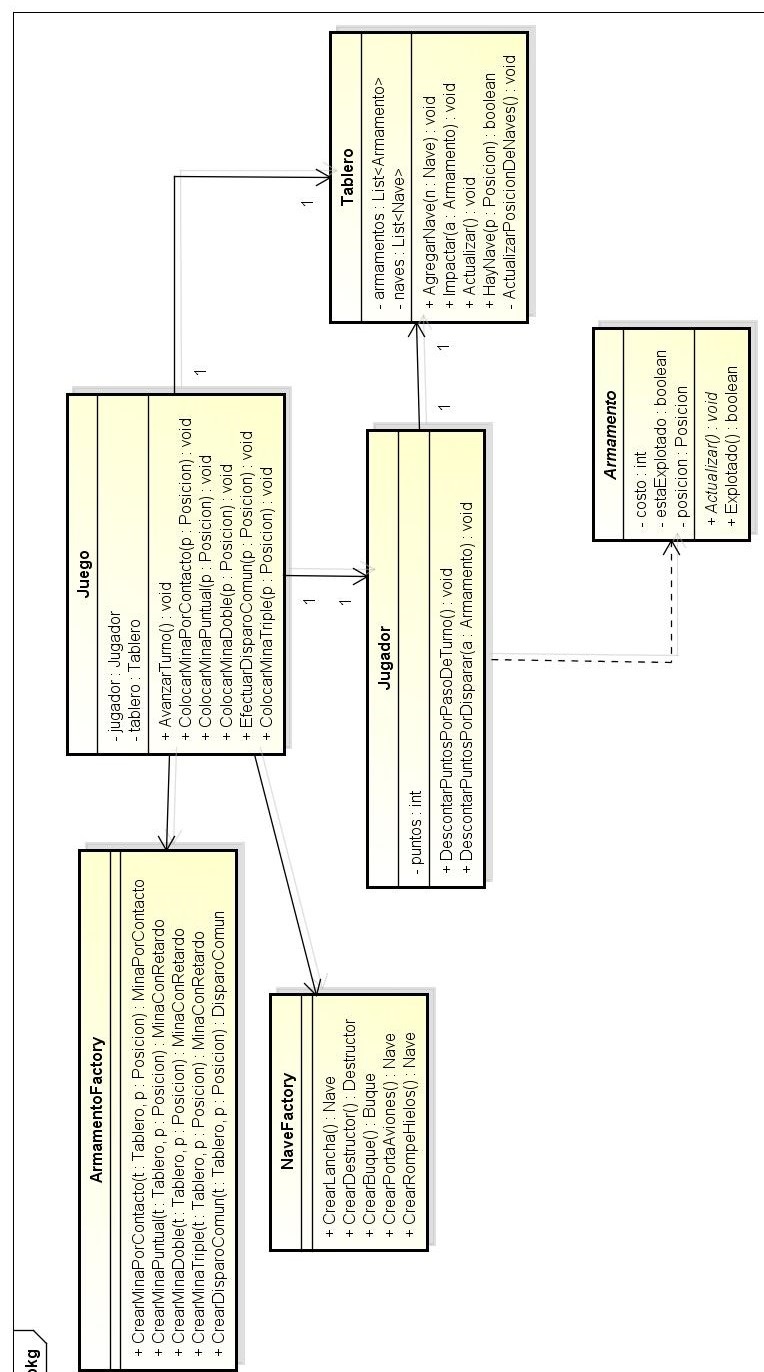 pkg
ArmamentoFactory
+ CrearMinaPorContacto(t : Tablero, p : Posicion) : MinaPorContacto
+ CrearMinaPuntual(t : Tablero, p : Posicion) : MinaConRetardo
+ CrearMinaDoble(t : Tablero, p : Posicion) : MinaConRetardo
+ CrearMinaTriple(t : Tablero, p : Posicion) : MinaConRetardo
+ CrearDisparoComun(t : Tablero, p : Posicion) : DisparoComun
NaveFactory
+ CrearLancha() : Nave
+ CrearDestructor() : Destructor
+ CrearBuque() : Buque
+ CrearPortaAviones() : Nave
+ CrearRompeHielos() : Nave
Juego
- jugador : Jugador
- tablero : Tablero
+ AvanzarTurno() : void
+ ColocarMinaPorContacto(p : Posicion) : void
+ ColocarMinaPuntual(p : Posicion) : void
+ ColocarMinaDoble(p : Posicion) : void
+ EfectuarDisparoComun(p : Posicion) : void
+ ColocarMinaTriple(p : Posicion) : void
1
1
1
1
Jugador
- puntos : int
+ DescontarPuntosPorPasoDeTurno() : void
+ DescontarPuntosPorDisparar(a : Armamento) : void
1
1
Tablero
- armamentos : List<Armamento>
- naves : List<Nave>
+ AgregarNave(n : Nave) : void
+ Impactar(a : Armamento) : void
+ Actualizar() : void
+ HayNave(p : Posicion) : boolean
- ActualizarPosicionDeNaves() : void
Armamento
- costo : int
- estaExplotado : boolean
- posicion : Posicion
+ Actualizar() : void
+ Explotado() : boolean